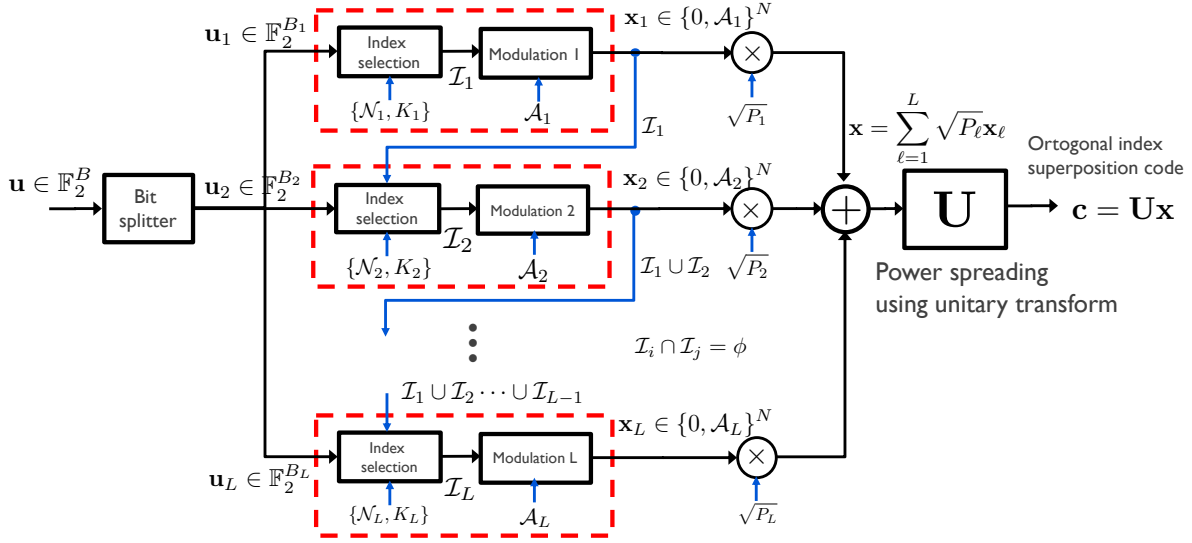 𝐮₁ ∈ 𝔽₂^{B₁}
Index selection
ℐ₁
Modulation 1
𝐱₁ ∈ {0, 𝒜₁}^N
×
{𝒩₁, K₁}
𝒜₁
√P₁
ℐ₁
𝐮 ∈ 𝔽₂^B
Bit splitter
𝐮₂ ∈ 𝔽₂^{B₂}
Index selection
ℐ₂
Modulation 2
𝐱₂ ∈ {0, 𝒜₂}^N
×
{𝒩₂, K₂}
𝒜₂
√P₂
ℐ₁ ∪ ℐ₂
𝐱 = ∑_{ℓ=1}^{L} √P_ℓ 𝐱_ℓ
+
𝐔
Ortogonal index
superposition code
𝐜 = 𝐔𝐱
Power spreading
using unitary transform
ℐ_i ∩ ℐ_j = ϕ
ℐ₁ ∪ ℐ₂ ⋯ ∪ ℐ_{L−1}
𝐮_L ∈ 𝔽₂^{B_L}
Index selection
ℐ_L
Modulation L
𝐱_L ∈ {0, 𝒜_L}^N
×
{𝒩_L, K_L}
𝒜_L
√P_L